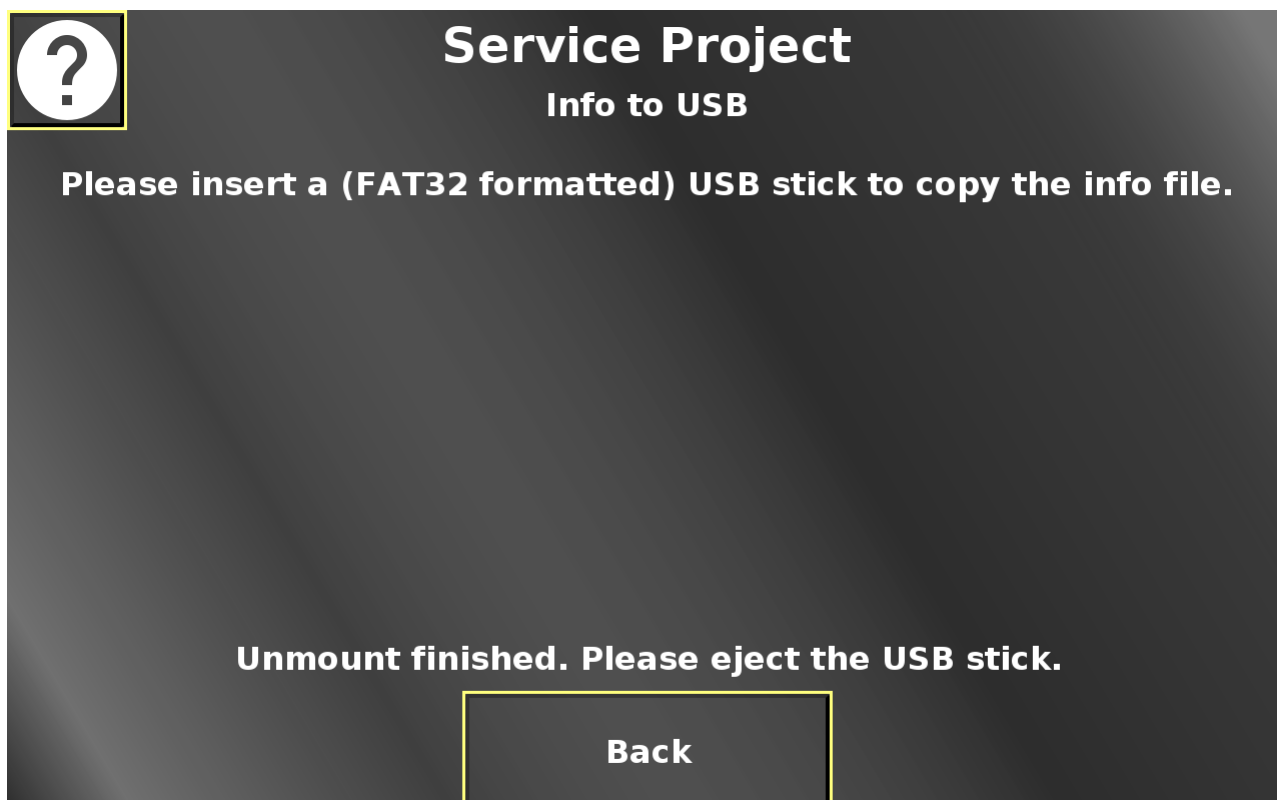 ?
Service Project
Info to USB
Please insert a (FAT32 formatted) USB stick to copy the info file.
Unmount finished. Please eject the USB stick.
Back